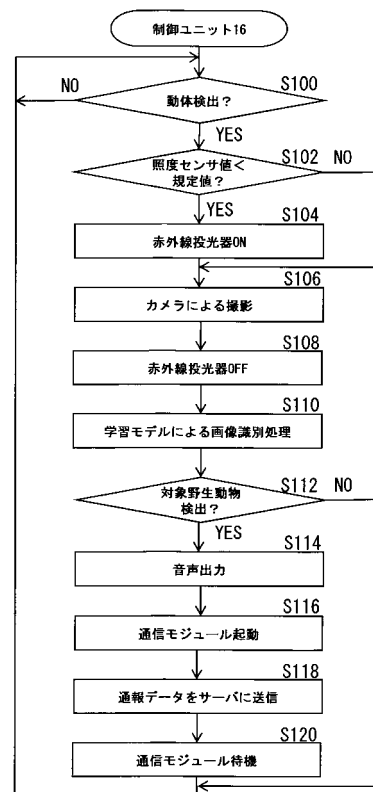 制御ユニット16
S100
NO
動体検出？
YES
S102 NO
照度センサ値<
規定値？
YES
S104
赤外線投光器ON
S106
カメラによる撮影
S108
赤外線投光器OFF
S110
学習モデルによる画像識別処理
S112 NO
対象野生動物
検出？
YES
S114
音声出力
S116
通信モジュール起動
S118
通報データをサーバに送信
S120
通信モジュール待機